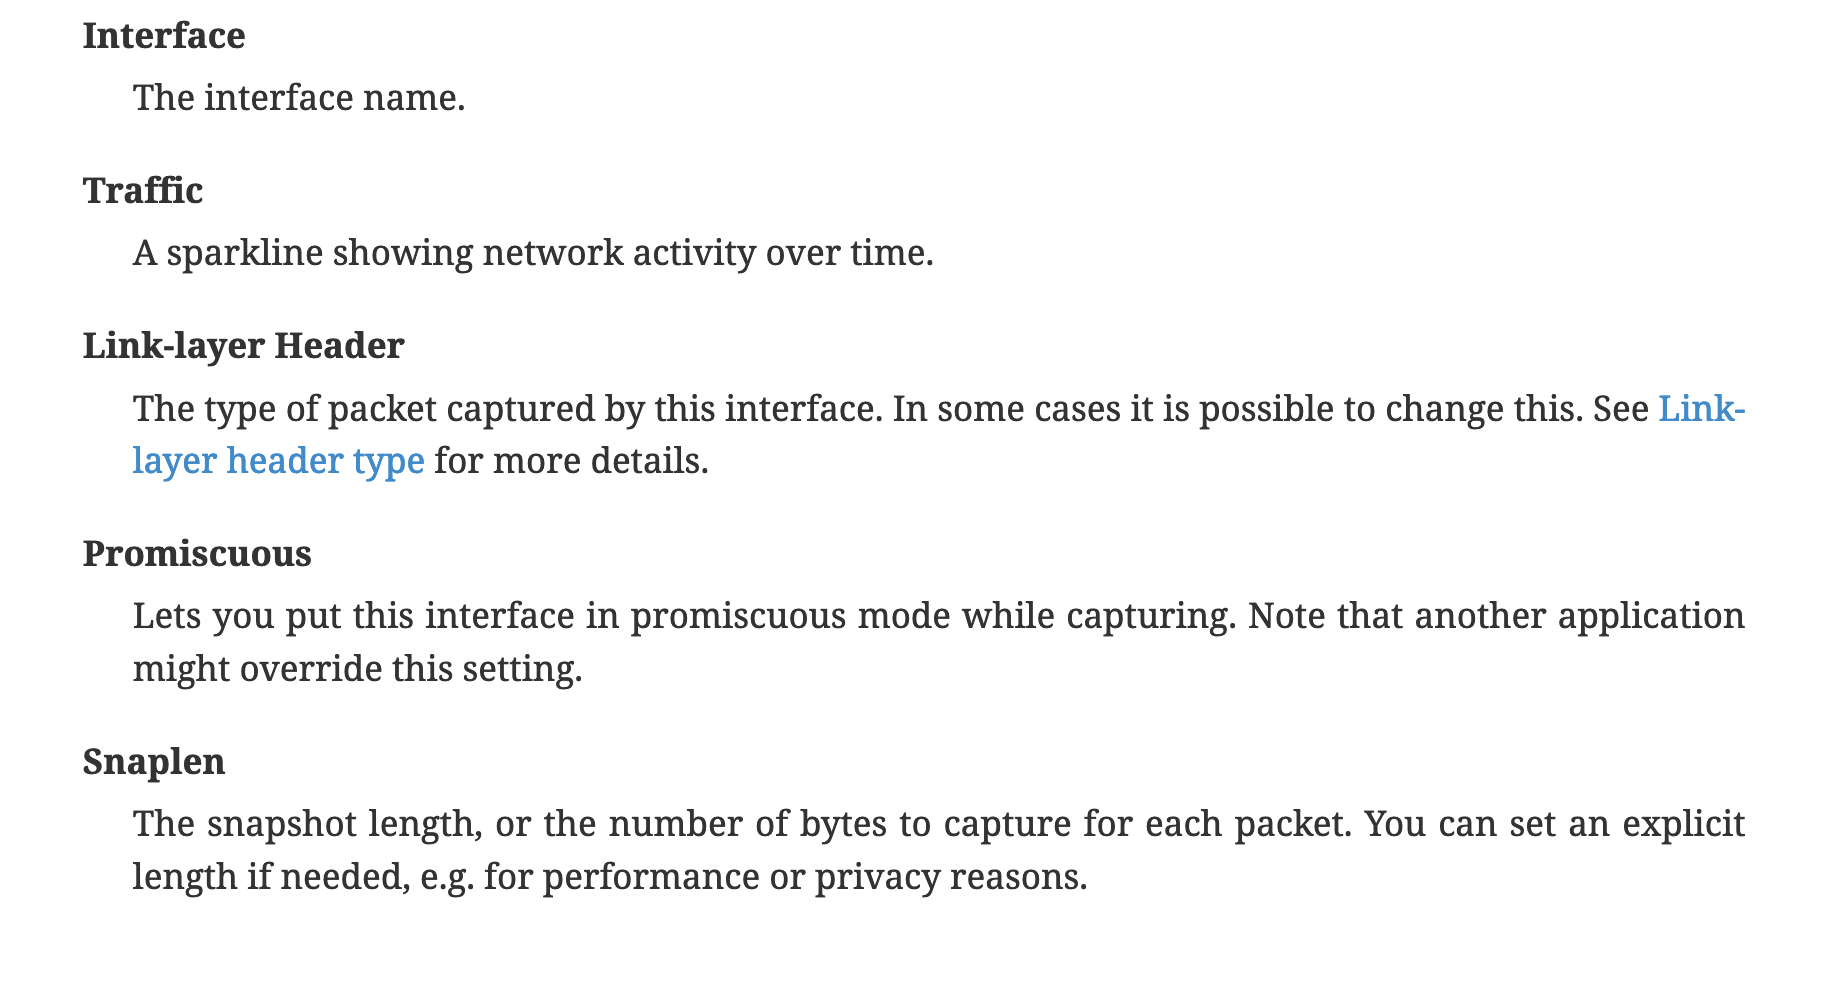 Interface
The interface name.
Traffic
A sparkline showing network activity over time.
Link-layer Header
The type of packet captured by this interface. In some cases it is possible to change this. See Link-
layer header type for more details.
Promiscuous
Lets you put this interface in promiscuous mode while capturing. Note that another application
might override this setting.
Snaplen
The snapshot length, or the number of bytes to capture for each packet. You can set an explicit
length if needed, e.g. for performance or privacy reasons.